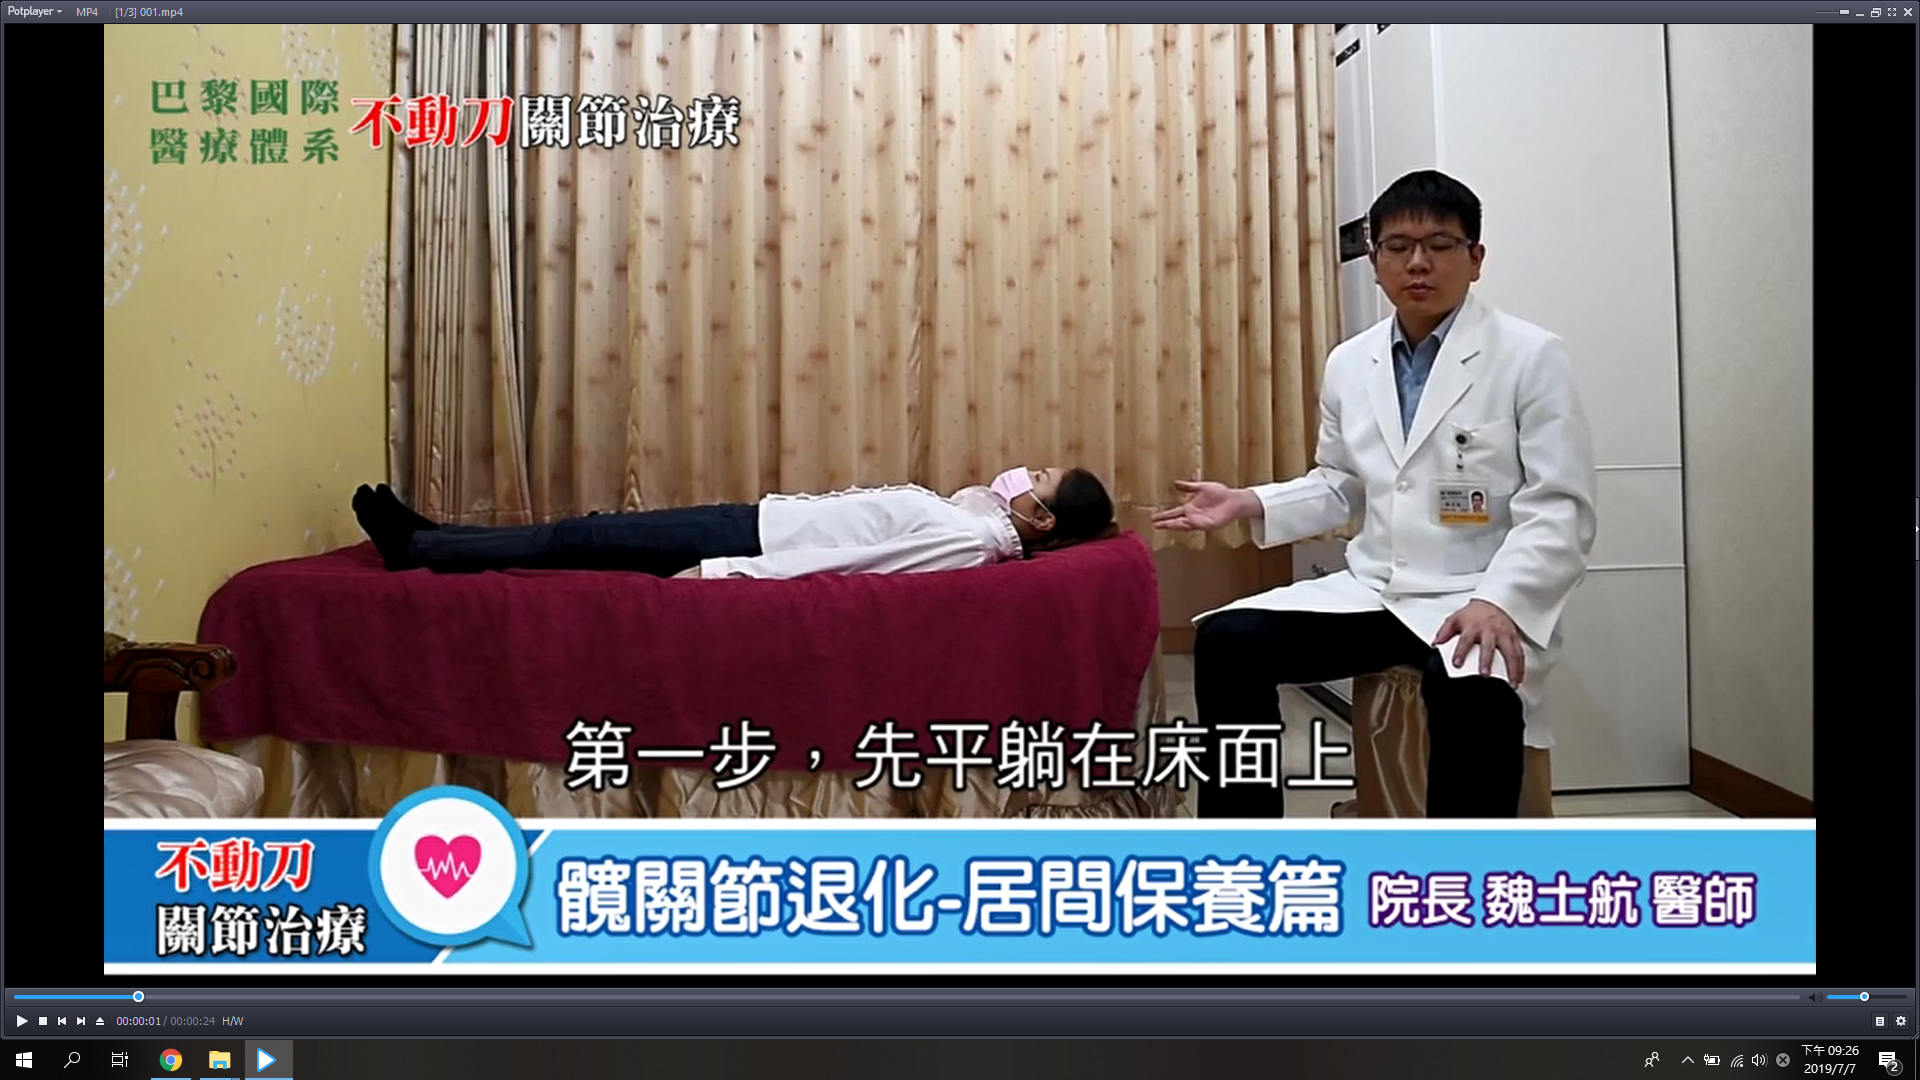 Potplayer
MP4
[1/3] 001.mp4
巴黎國際
醫療體系
不動刀關節治療
第一步，先平躺在床面上
不動刀
關節治療
髖關節退化-居間保養篇
院長 魏士航 醫師
00:00:01 / 00:00:24
H/W
下午 09:26
2019/7/7
2